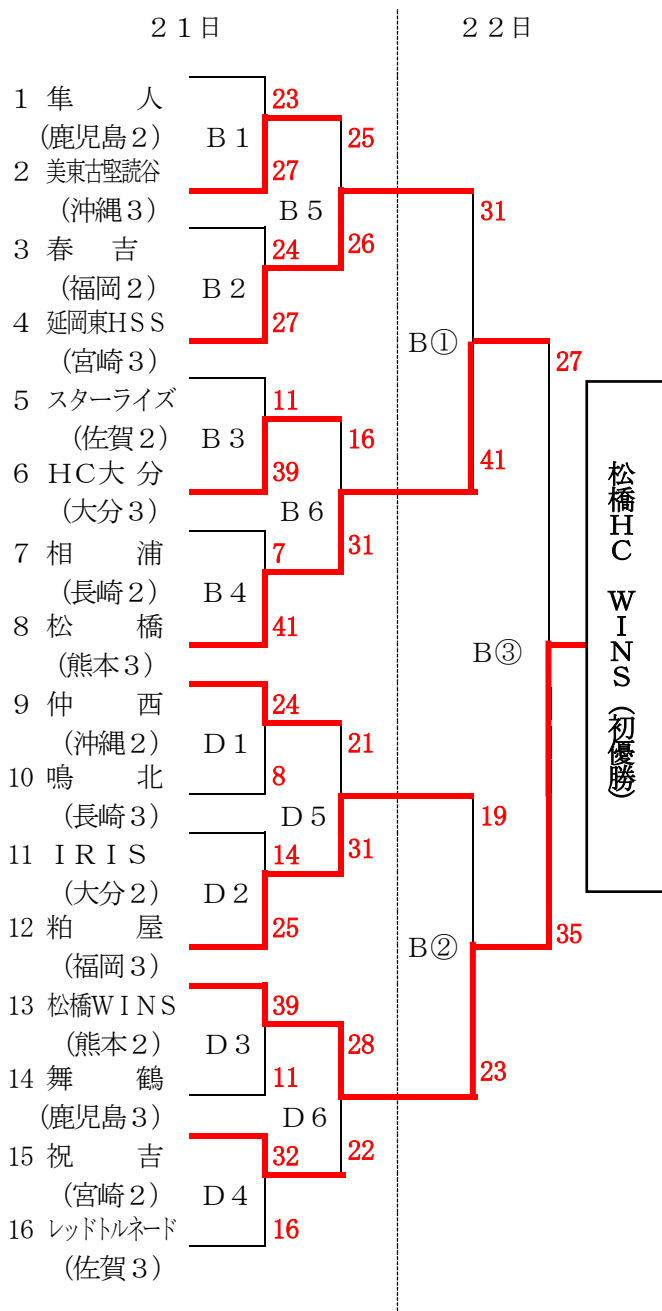 ２１日
２２日
1 隼　人
23
(鹿児島２)
Ｂ１
25
2 美東古堅読谷
27
(沖縄３)
Ｂ５
31
3 春　吉
24
26
(福岡２)
Ｂ２
4 延岡東ＨＳＳ
27
(宮崎３)
Ｂ①
27
5 スターライズ
11
(佐賀２)
Ｂ３
16
6 ＨＣ大 分
39
41
(大分３)
Ｂ６
7 相　浦
7
31
(長崎２)
Ｂ４
8 松　橋
41
(熊本３)
Ｂ③
松橋ＨＣ　ＷＩＮＳ（初優勝）
9 仲　西
24
(沖縄２)
Ｄ１
21
10 鳴　北
8
(長崎３)
Ｄ５
19
11 ＩＲＩＳ
14
31
(大分２)
Ｄ２
12 粕　屋
25
35
(福岡３)
Ｂ②
13 松橋ＷＩＮＳ
39
(熊本２)
Ｄ３
28
14 舞　鶴
11
23
(鹿児島３)
Ｄ６
15 祝　吉
32
22
(宮崎２)
Ｄ４
16 レッドトルネード
16
(佐賀３)